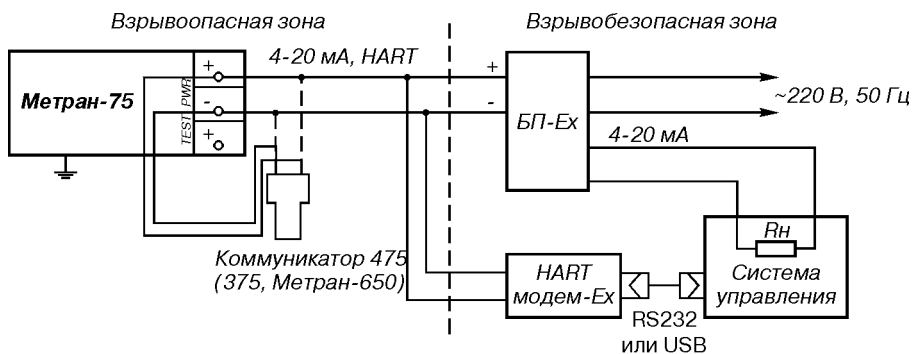 Взрывоопасная зона
Взрывобезопасная зона
4-20 мА, HART
Метран-75
+
PWR
-
TEST
+
+
-
БП-Ex
~220 В, 50 Гц
4-20 мА
Rн
Система
управления
Коммуникатор 475
(375, Метран-650)
HART
модем-Ex
RS232
или USB